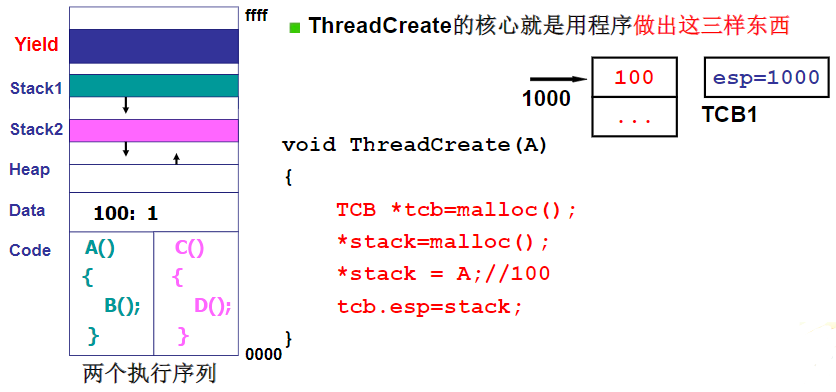 ffff
Yield
Stack1
Stack2
Heap
Data
100: 1
Code
A()
{
B();
}
C()
{
D();
}
0000
两个执行序列
ThreadCreate的核心就是用程序做出这三样东西
1000
100
...
esp=1000
TCB1
void ThreadCreate(A)
{
TCB *tcb=malloc();
*stack=malloc();
*stack = A;//100
tcb.esp=stack;
}